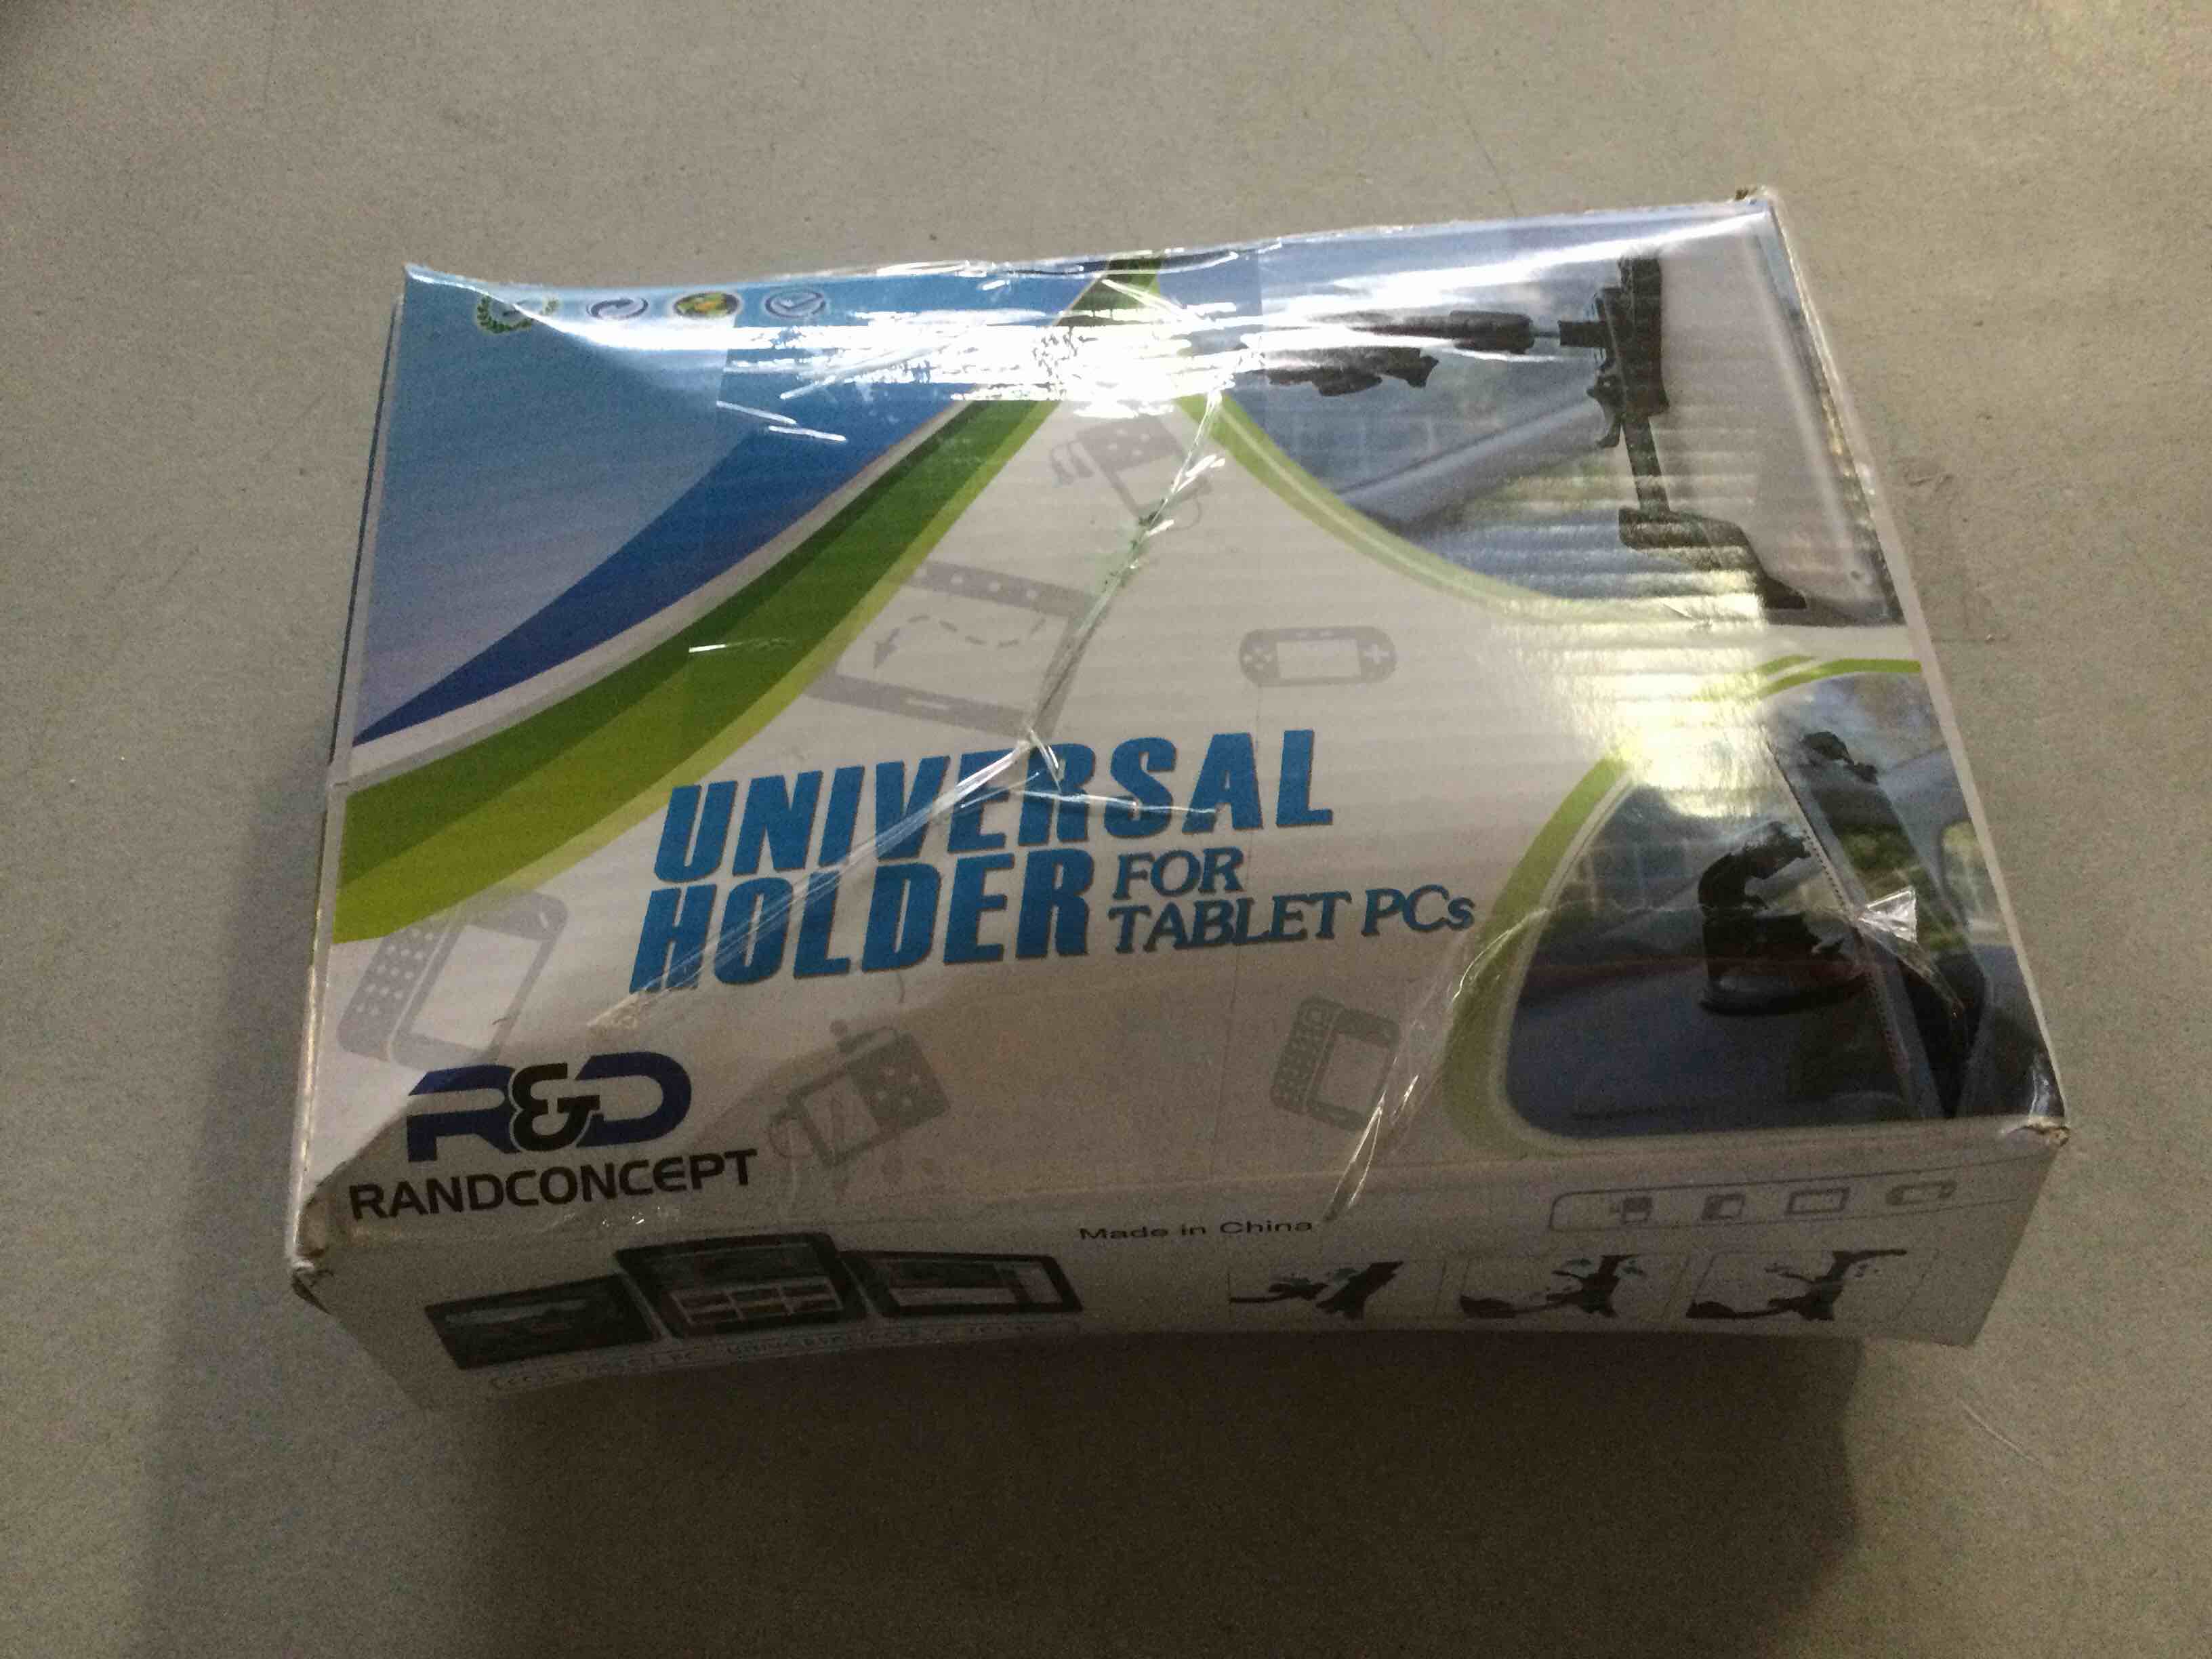 UNIVERSAL
HOLDER FOR
TABLET PCs
R&D
RANDCONCEPT
Made in China